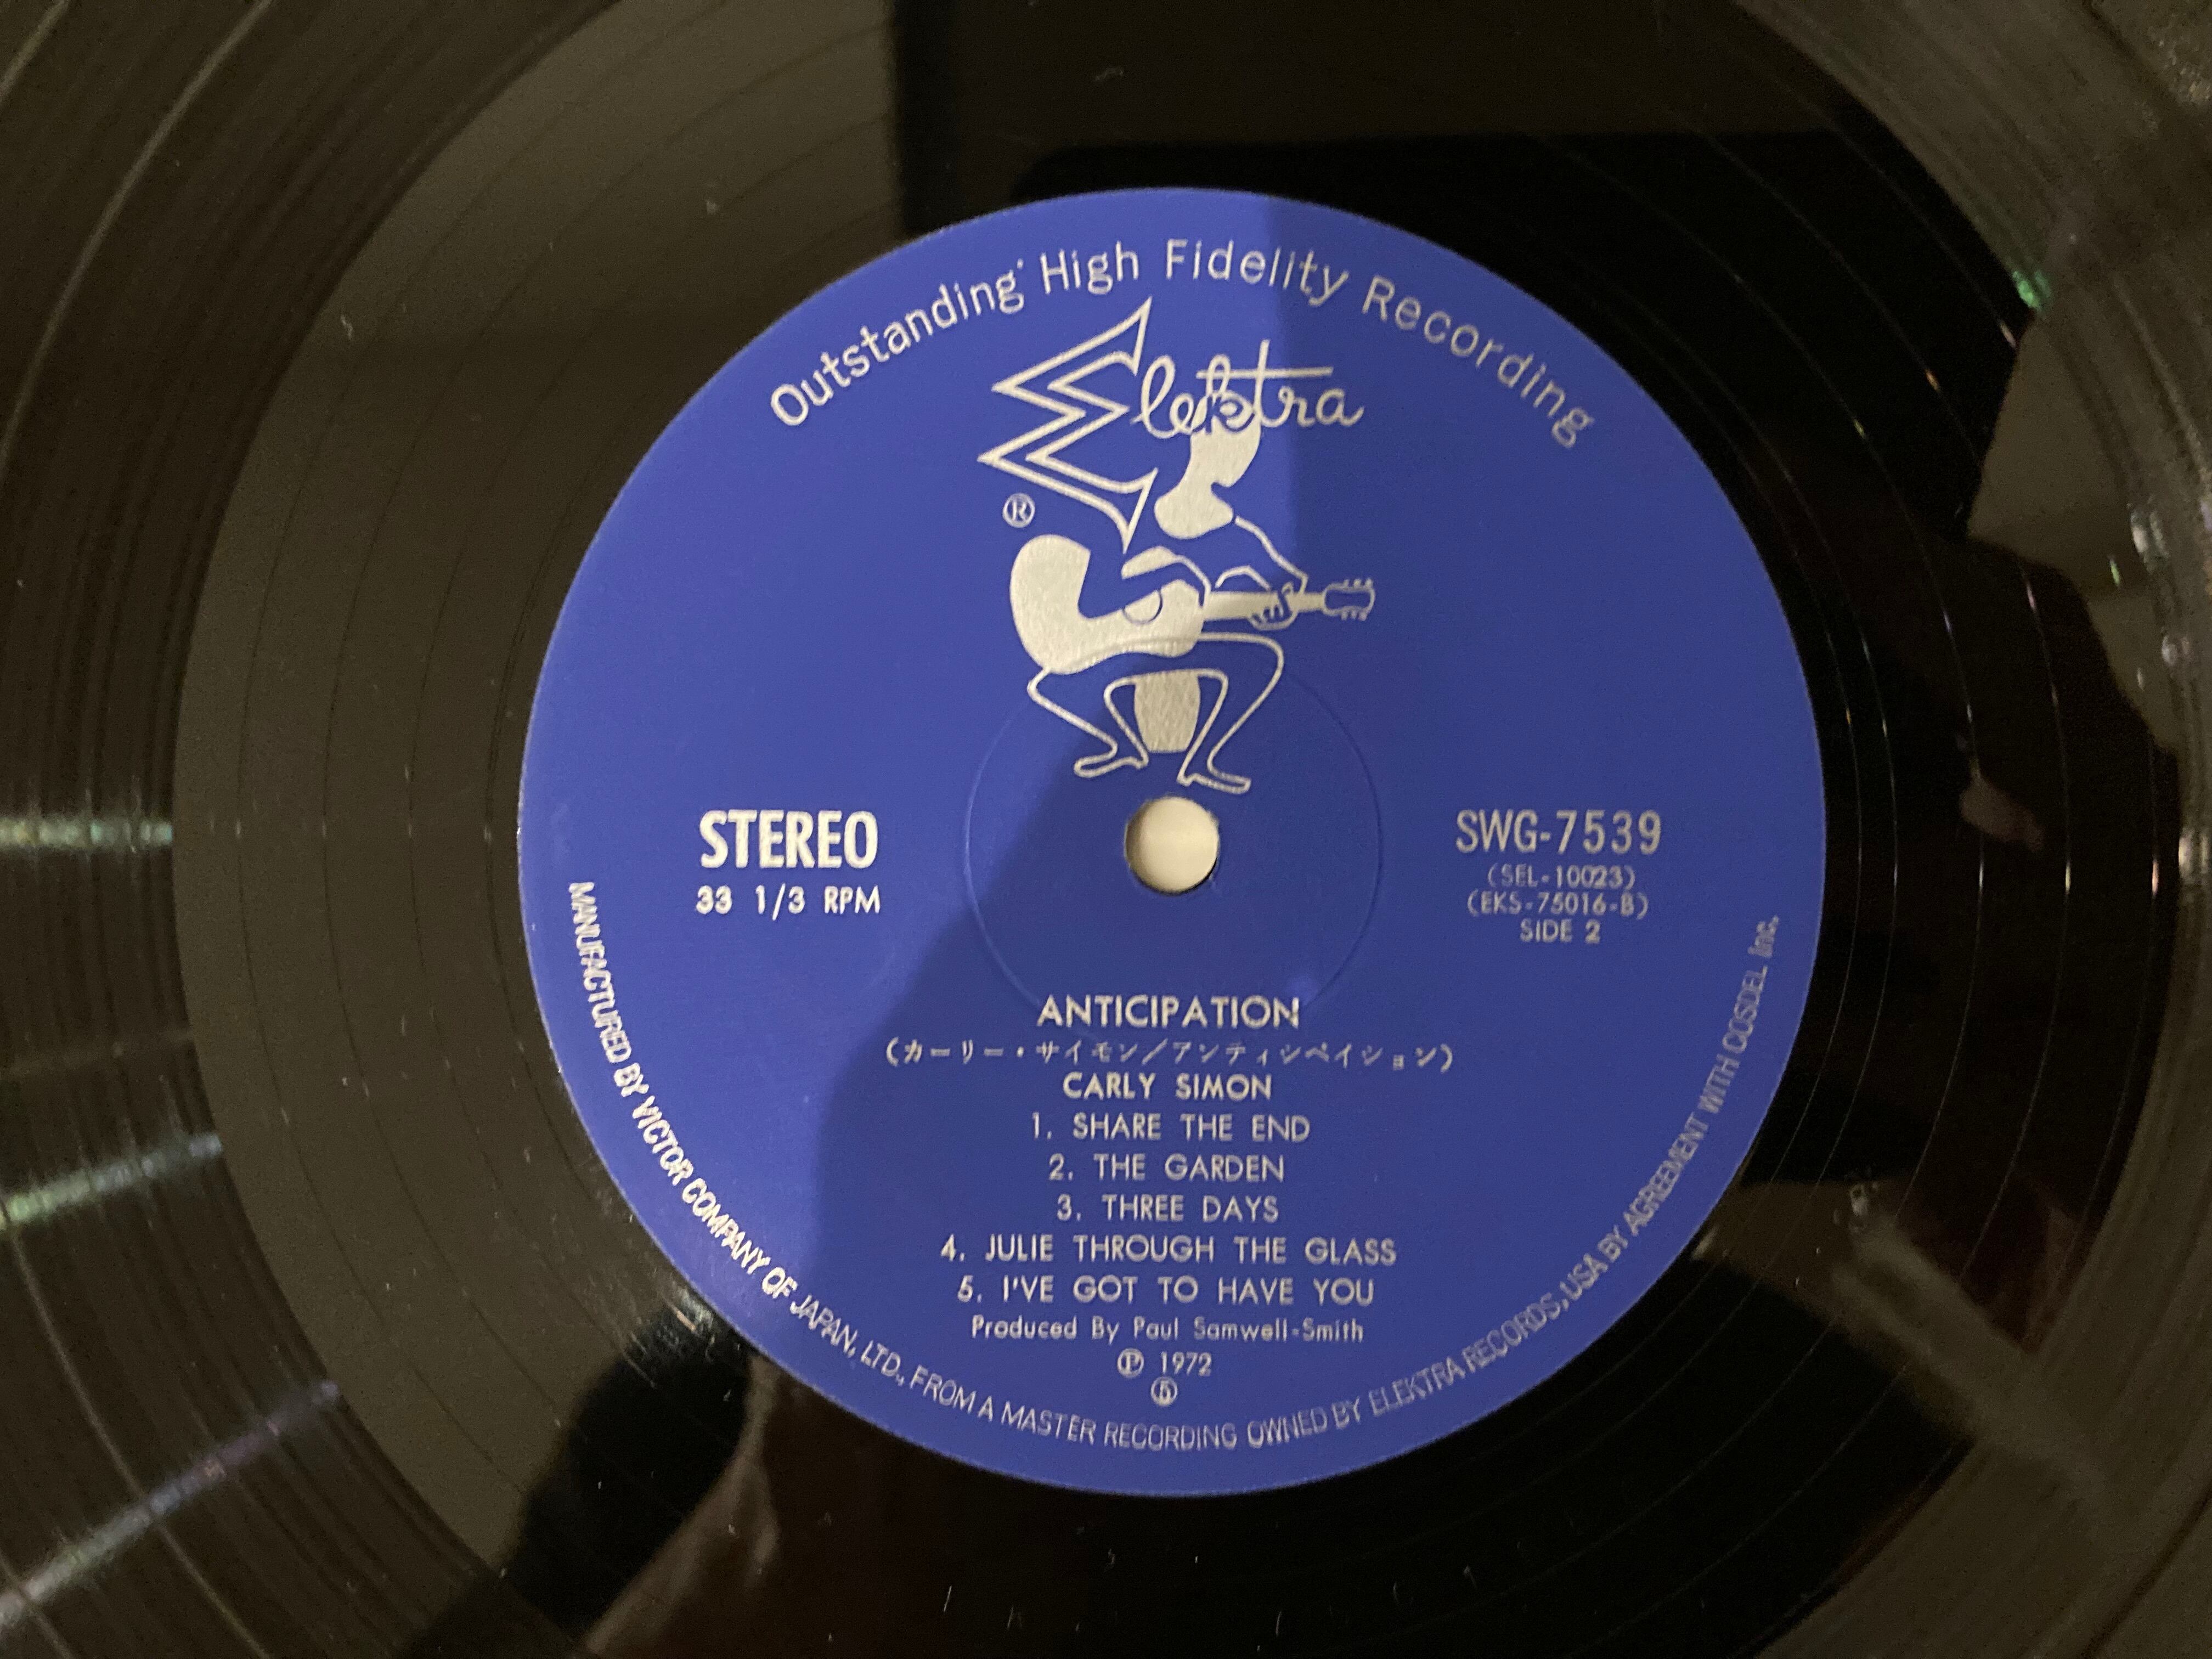 Outstanding High Fidelity Recording
Elektra
®
STEREO
33 1/3 RPM
SWG-7539
(SEL-10023)
(EKS-75016-B)
SIDE 2
ANTICIPATION
(カーリー・サイモン/アンティシペイション)
CARLY SIMON
1. SHARE THE END
2. THE GARDEN
3. THREE DAYS
4. JULIE THROUGH THE GLASS
5. I'VE GOT TO HAVE YOU
Produced By Paul Samwell-Smith
Ⓟ 1972
⑤
MANUFACTURED BY VICTOR COMPANY OF JAPAN, LTD., FROM A MASTER RECORDING OWNED BY ELEKTRA RECORDS, USA BY AGREEMENT WITH COSDEL Inc.